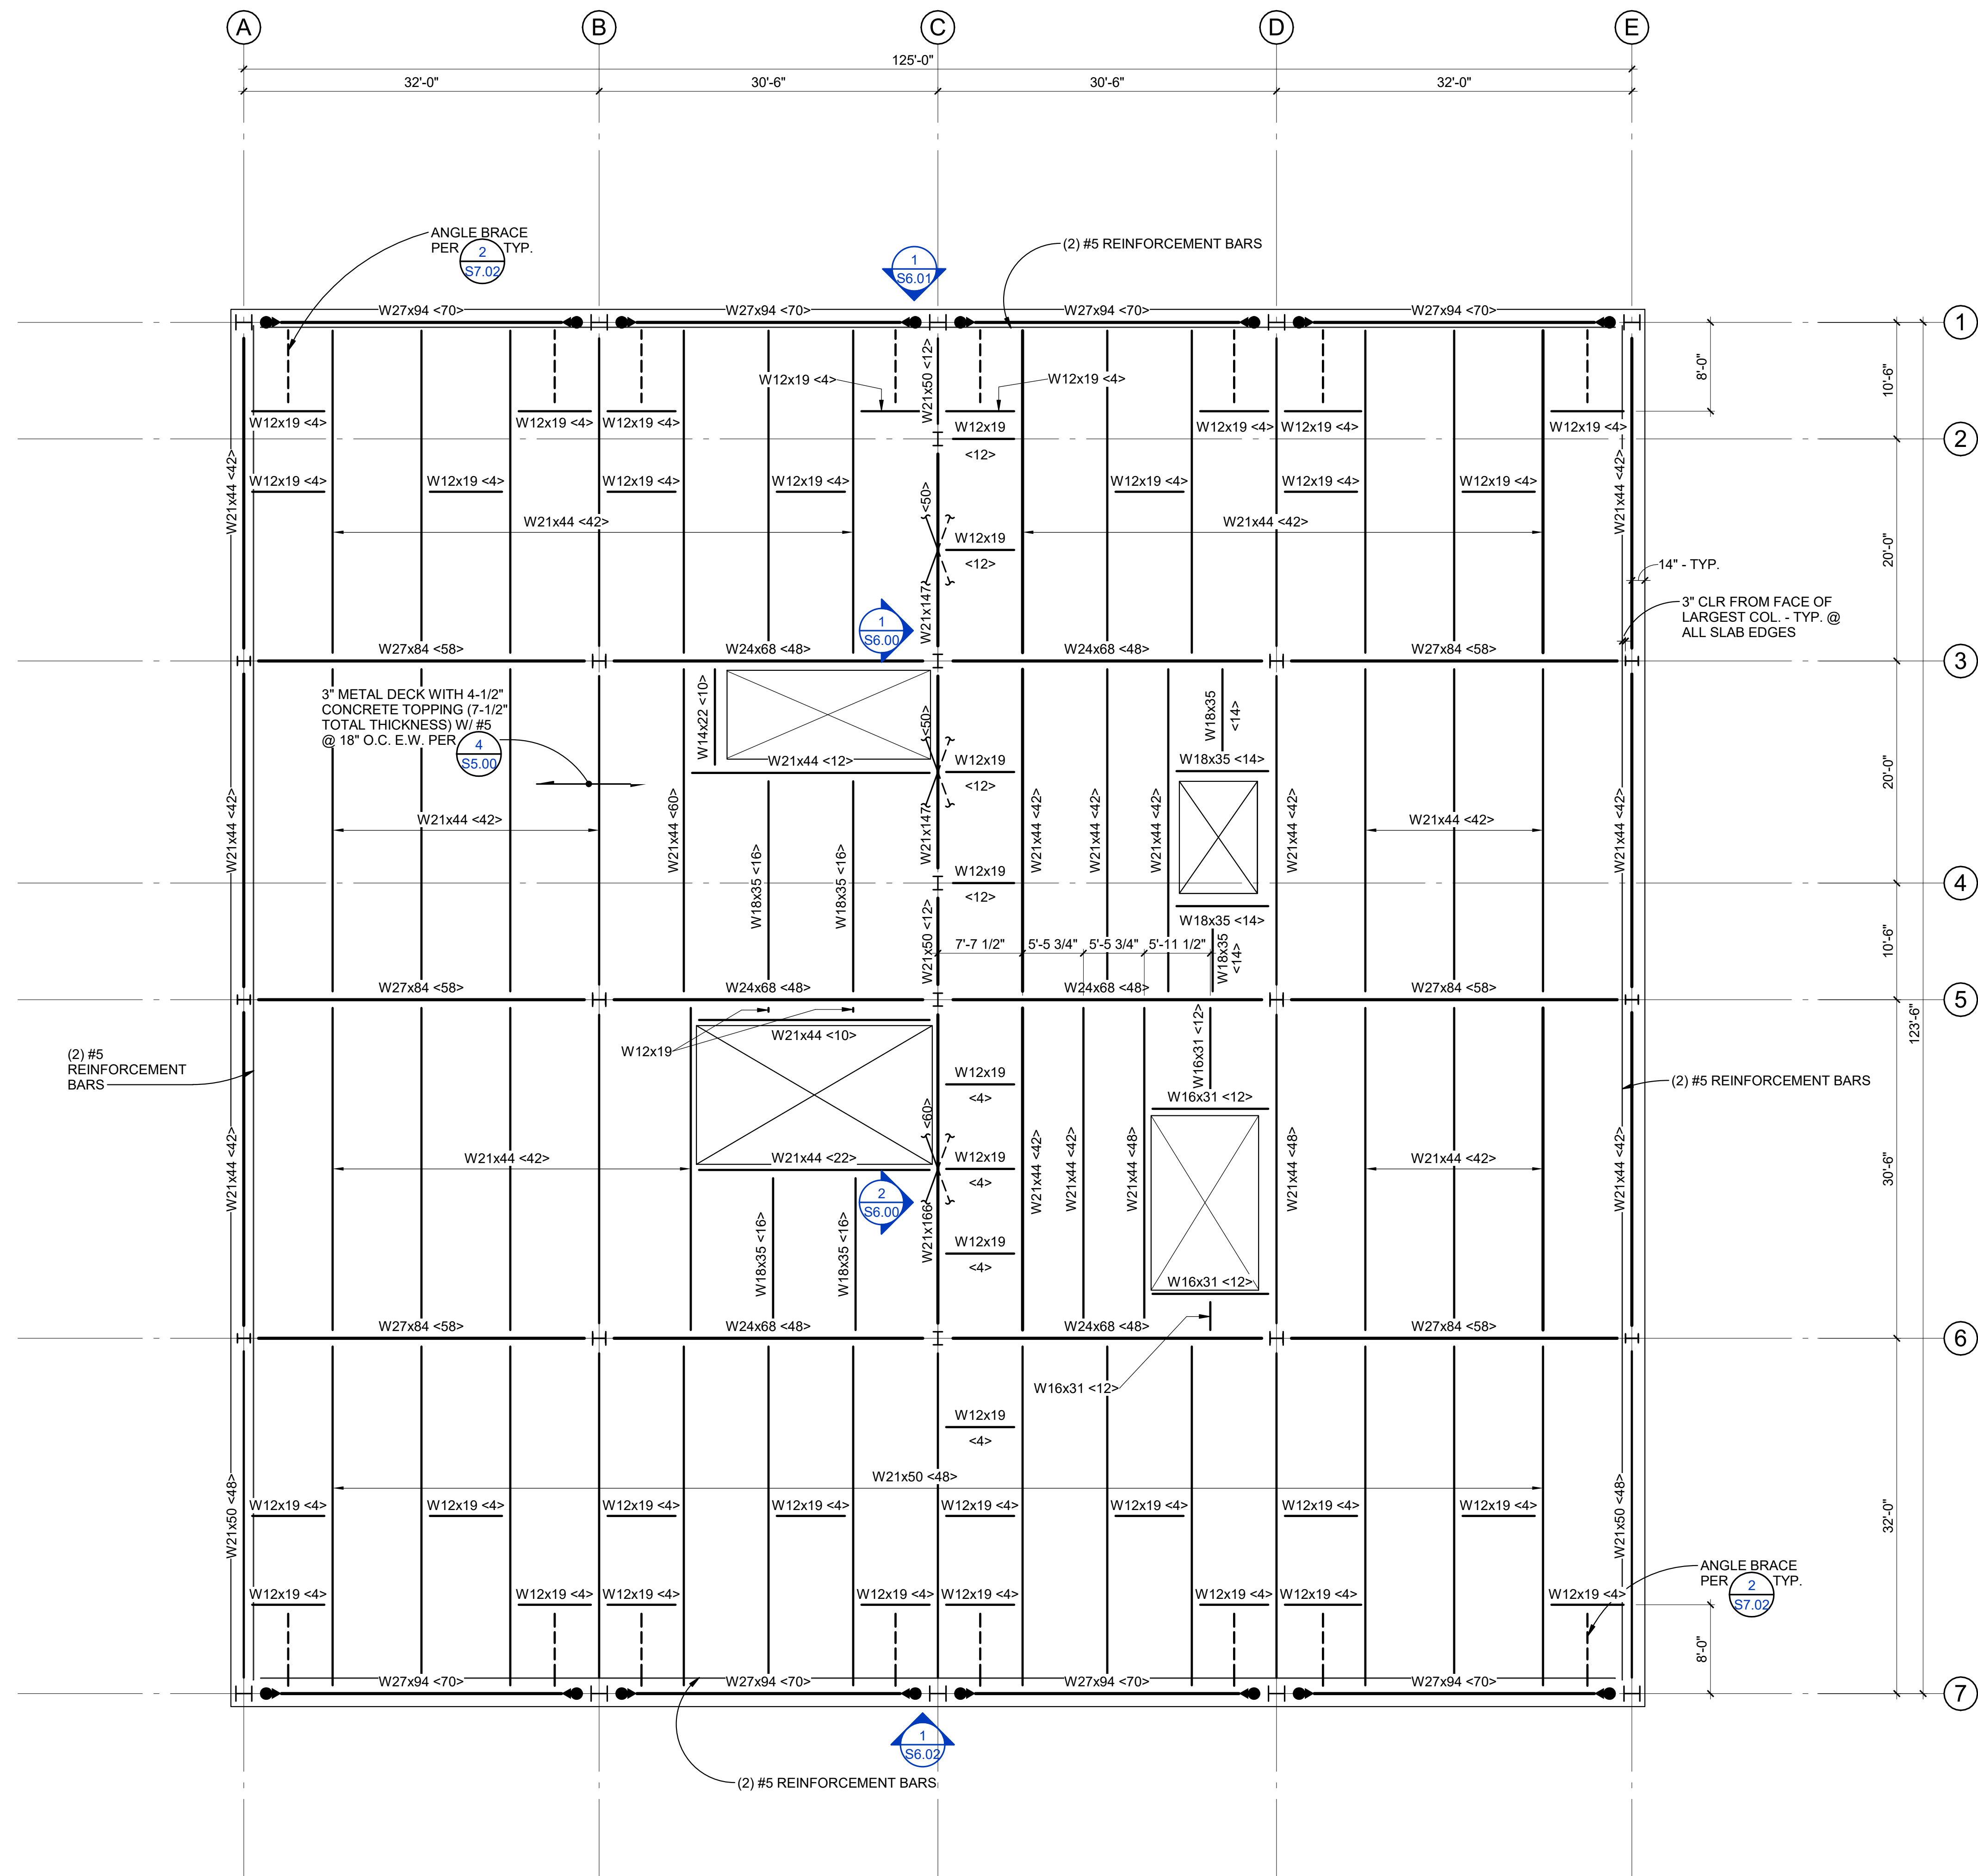 A
B
C
D
E
125'-0"
32'-0"
30'-6"
30'-6"
32'-0"
ANGLE BRACE
PER
2
S7.02
TYP.
1
S6.01
(2) #5 REINFORCEMENT BARS
W27x94 <70>
W27x94 <70>
W27x94 <70>
W27x94 <70>
1
8'-0"
10'-6"
W21x50 <12>
W12x19 <4>
W12x19 <4>
W12x19 <4>
W12x19 <4>
W12x19 <4>
W12x19
<12>
W12x19 <4>
W12x19 <4>
W12x19 <4>
2
W21x44 <42>
W12x19 <4>
W12x19 <4>
W12x19 <4>
W12x19 <4>
W12x19 <4>
W12x19 <4>
W12x19 <4>
W21x44 <42>
<50>
W21x44 <42>
W21x44 <42>
W12x19
<12>
20'-0"
14" - TYP.
W21x147
3" CLR FROM FACE OF
LARGEST COL. - TYP. @
ALL SLAB EDGES
1
S6.00
W27x84 <58>
W24x68 <48>
W24x68 <48>
W27x84 <58>
3
3" METAL DECK WITH 4-1/2"
CONCRETE TOPPING (7-1/2"
TOTAL THICKNESS) W/ #5
@ 18" O.C. E.W. PER
4
S5.00
W14x22 <10>
<50>
W18x35
<14>
W21x44 <12>
W12x19
<12>
W18x35 <14>
20'-0"
W21x44 <42>
W21x44 <42>
W21x44 <60>
W21x147
W21x44 <42>
W21x44 <42>
W21x44 <42>
W21x44 <42>
W21x44 <42>
W21x44 <42>
W18x35 <16>
W18x35 <16>
W12x19
<12>
4
W21x50 <12>
W18x35 <14>
7'-7 1/2"
5'-5 3/4"
5'-5 3/4"
5'-11 1/2"
W18x35
<14>
10'-6"
W27x84 <58>
W24x68 <48>
W24x68 <48>
W27x84 <58>
5
123'-6"
W12x19
W21x44 <10>
W16x31 <12>
(2) #5
REINFORCEMENT
BARS
W12x19
<4>
W16x31 <12>
(2) #5 REINFORCEMENT BARS
<60>
W21x44 <42>
W21x44 <42>
W21x44 <22>
W12x19
<4>
W21x44 <42>
W21x44 <42>
W21x44 <48>
W21x44 <48>
W21x44 <42>
W21x44 <42>
30'-6"
2
S6.00
W21x166
W18x35 <16>
W18x35 <16>
W12x19
<4>
W16x31 <12>
W27x84 <58>
W24x68 <48>
W24x68 <48>
W27x84 <58>
6
W16x31 <12>
W12x19
<4>
W21x50 <48>
W21x50 <48>
W12x19 <4>
W12x19 <4>
W12x19 <4>
W12x19 <4>
W12x19 <4>
W12x19 <4>
W12x19 <4>
W12x19 <4>
W21x50 <48>
32'-0"
ANGLE BRACE
PER
2
S7.02
TYP.
W12x19 <4>
W12x19 <4>
W12x19 <4>
W12x19 <4>
W12x19 <4>
W12x19 <4>
W12x19 <4>
W12x19 <4>
8'-0"
W27x94 <70>
W27x94 <70>
W27x94 <70>
W27x94 <70>
7
1
S6.02
(2) #5 REINFORCEMENT BARS